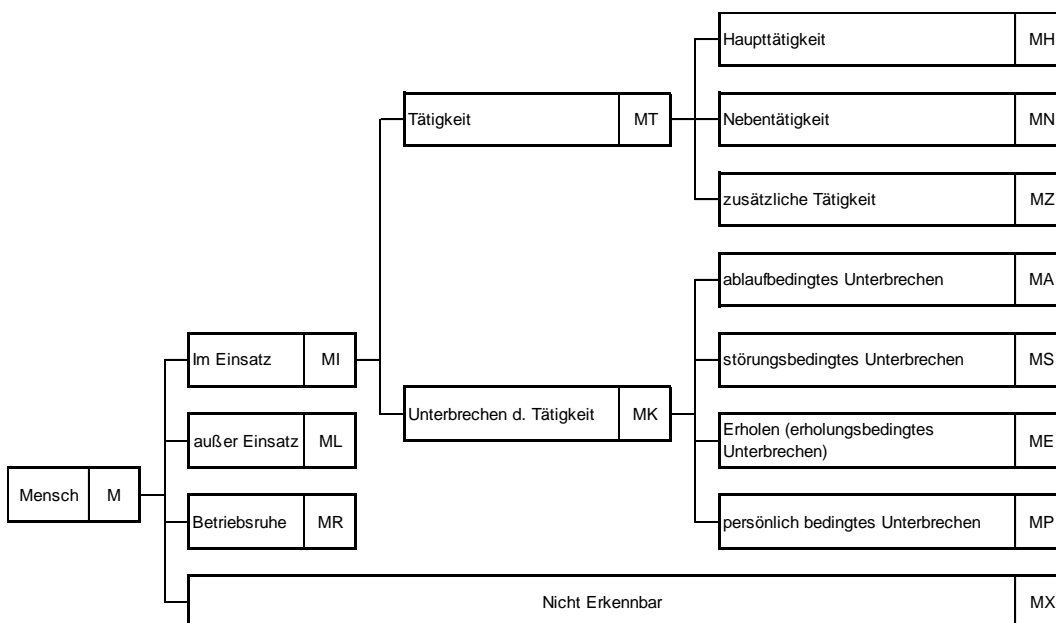 Haupttätigkeit MH
Tätigkeit MT
Nebentätigkeit MN
zusätzliche Tätigkeit MZ
ablaufbedingtes Unterbrechen MA
Im Einsatz MI
störungsbedingtes Unterbrechen MS
Unterbrechen d. Tätigkeit MK
außer Einsatz ML
Erholen (erholungsbedingtes
Unterbrechen) ME
Mensch M
Betriebsruhe MR
persönlich bedingtes Unterbrechen MP
Nicht Erkennbar MX